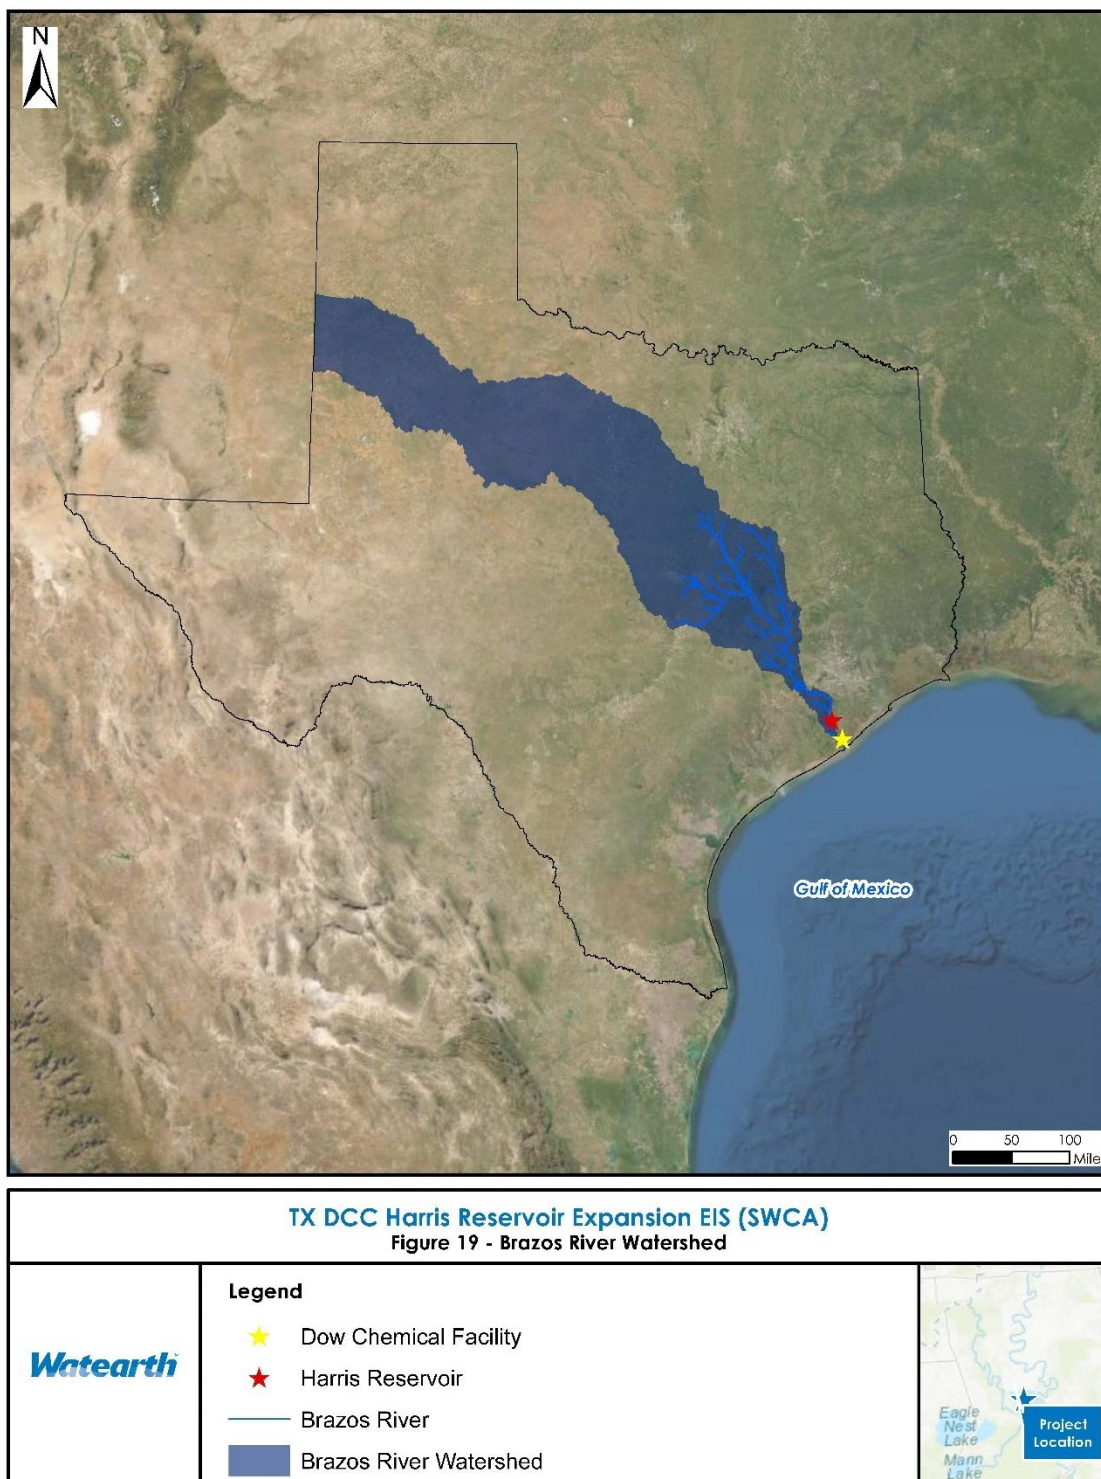 N
Gulf of Mexico
0 50 100
Mile
TX DCC Harris Reservoir Expansion EIS (SWCA)
Figure 19 - Brazos River Watershed
Watearth
Legend
Dow Chemical Facility
Harris Reservoir
Brazos River
Brazos River Watershed
Eagle
Nest
Lake
Mann
Lake
Project
Location